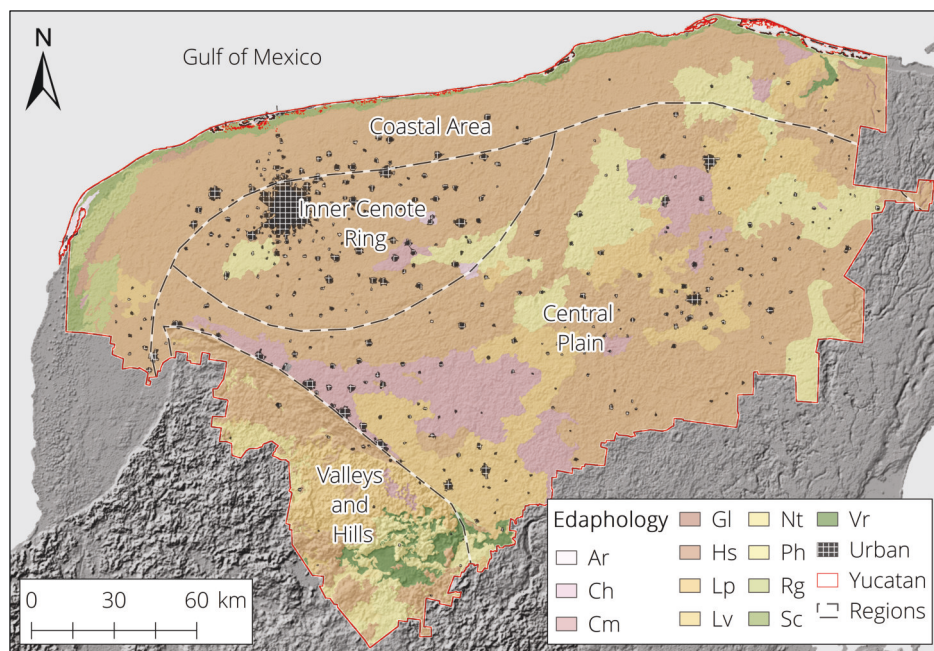 N
Gulf of Mexico
Coastal Area
Inner Cenote
Ring
Central
Plain
Valleys
and
Hills
Edaphology
Ar
Ch
Cm
Gl
Hs
Lp
Lv
Nt
Ph
Rg
Sc
Vr
Urban
Yucatan
Regions
0 30 60 km